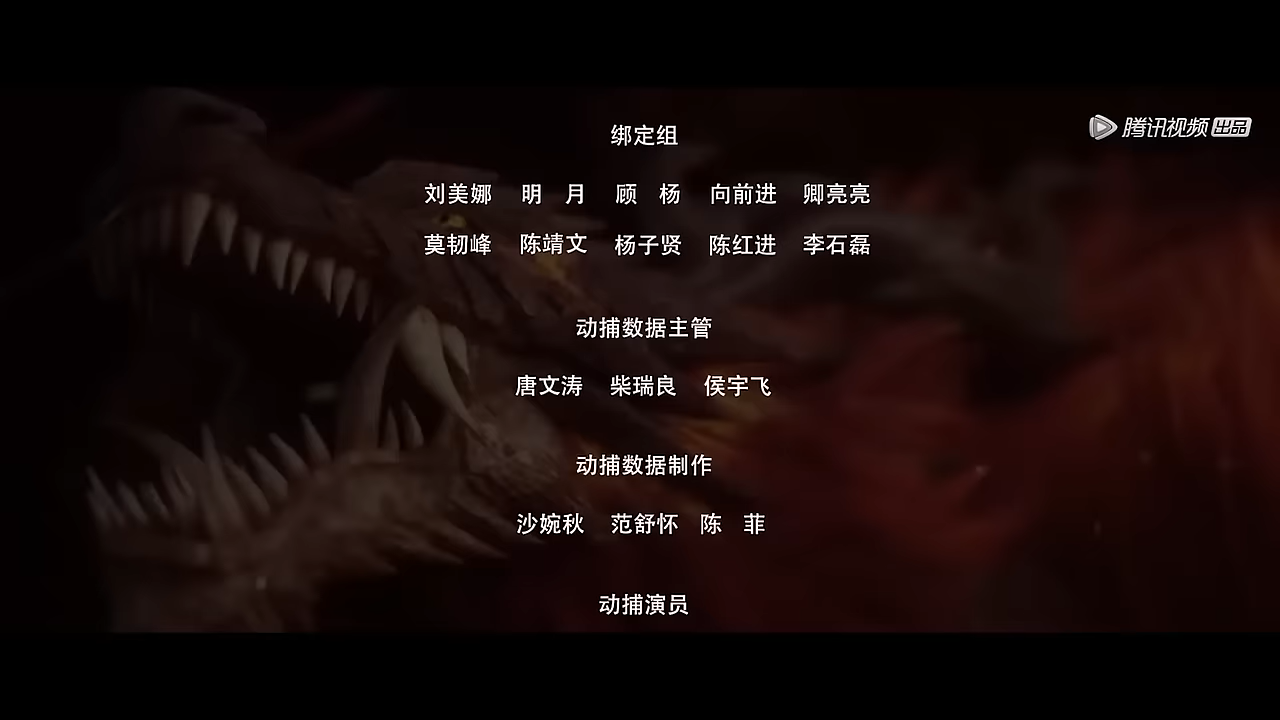 腾讯视频 出品
绑定组
刘美娜 明 月 顾 杨 向前进 卿亮亮
莫韧峰 陈靖文 杨子贤 陈红进 李石磊
动捕数据主管
唐文涛 柴瑞良 侯宇飞
动捕数据制作
沙婉秋 范舒怀 陈 菲
动捕演员